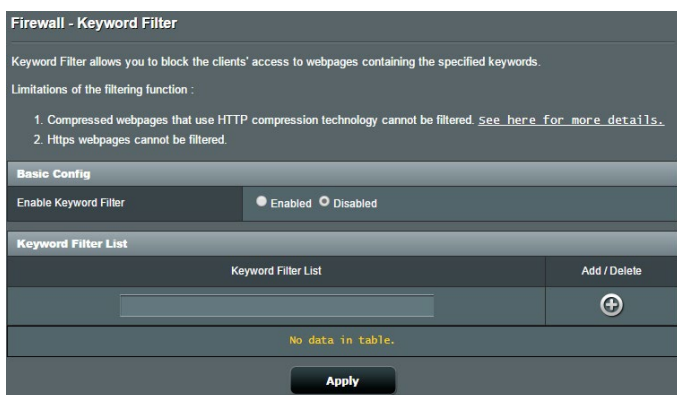 Firewall - Keyword Filter
Keyword Filter allows you to block the clients' access to webpages containing the specified keywords.
Limitations of the filtering function :
1. Compressed webpages that use HTTP compression technology cannot be filtered. See here for more details.
2. Https webpages cannot be filtered.
Basic Config
Enable Keyword Filter Enabled Disabled
Keyword Filter List
Keyword Filter List Add / Delete
No data in table.
Apply